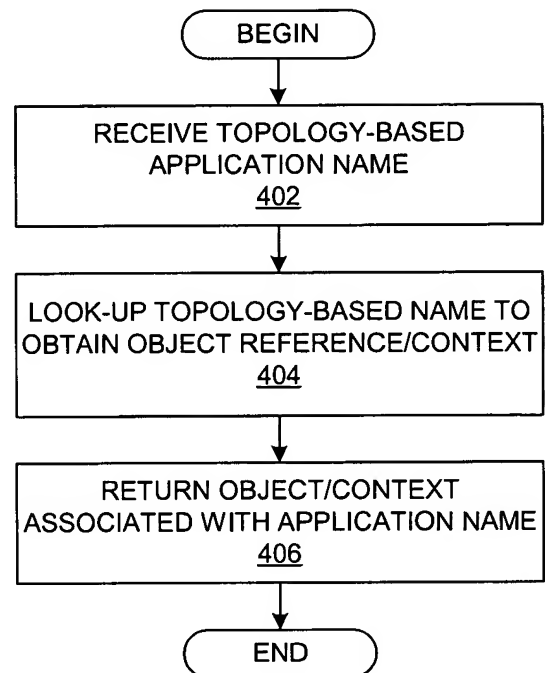 BEGIN
RECEIVE TOPOLOGY-BASED
APPLICATION NAME
402
LOOK-UP TOPOLOGY-BASED NAME TO
OBTAIN OBJECT REFERENCE/CONTEXT
404
RETURN OBJECT/CONTEXT
ASSOCIATED WITH APPLICATION NAME
406
END